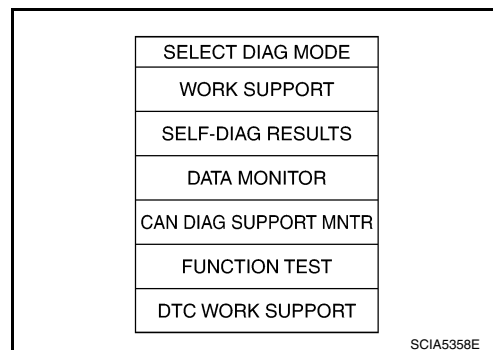 SELECT DIAG MODE
WORK SUPPORT
SELF-DIAG RESULTS
DATA MONITOR
CAN DIAG SUPPORT MNTR
FUNCTION TEST
DTC WORK SUPPORT
SCIA5358E